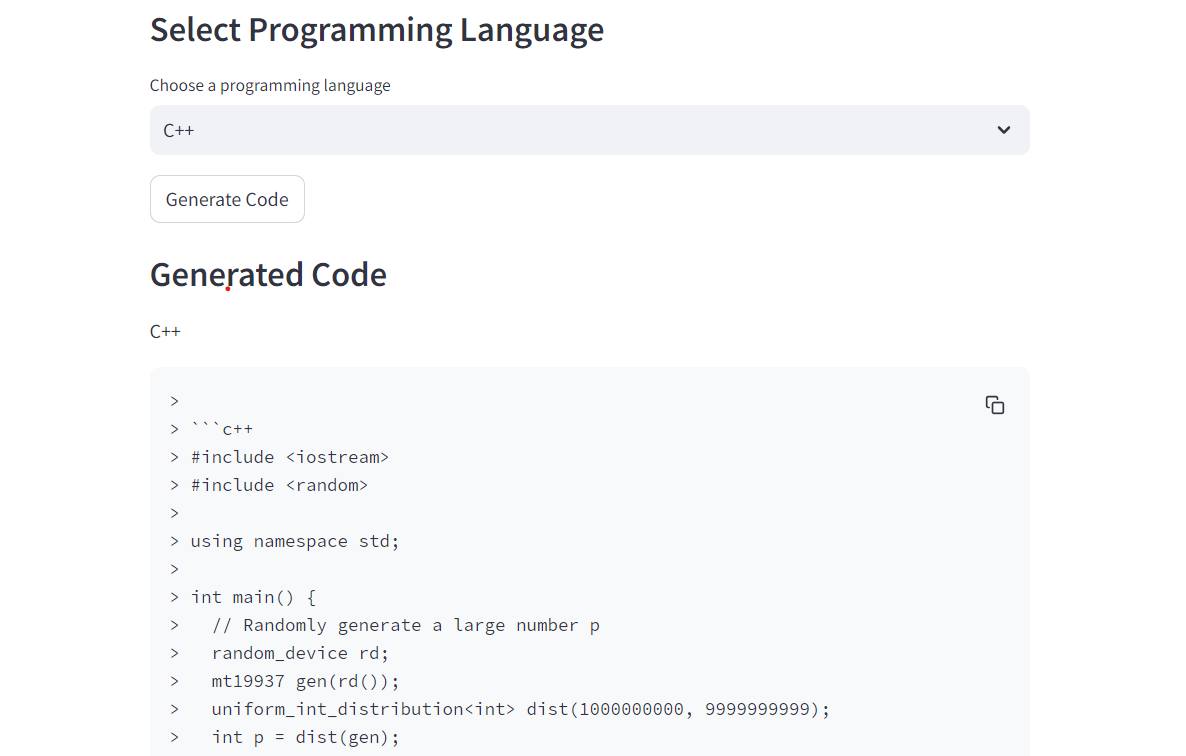 Select Programming Language
Choose a programming language
C++
Generate Code
Generated Code
C++
>
> ```c++
> #include <iostream>
> #include <random>
>
> using namespace std;
>
> int main() {
>   // Randomly generate a large number p
>   random_device rd;
>   mt19937 gen(rd());
>   uniform_int_distribution<int> dist(1000000000, 9999999999);
>   int p = dist(gen);